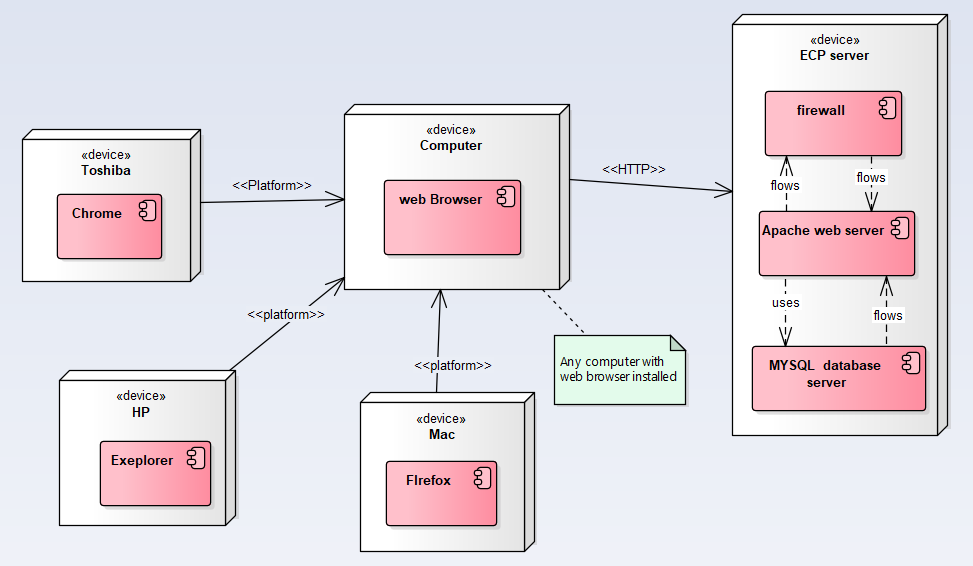 «device»
Toshiba
Chrome
<<Platform>>
«device»
Computer
web Browser
<<HTTP>>
«device»
ECP server
firewall
flows
flows
Apache web server
uses
flows
MYSQL database
server
<<platform>>
<<platform>>
Any computer with
web browser installed
«device»
HP
Exeplorer
«device»
Mac
FIrefox